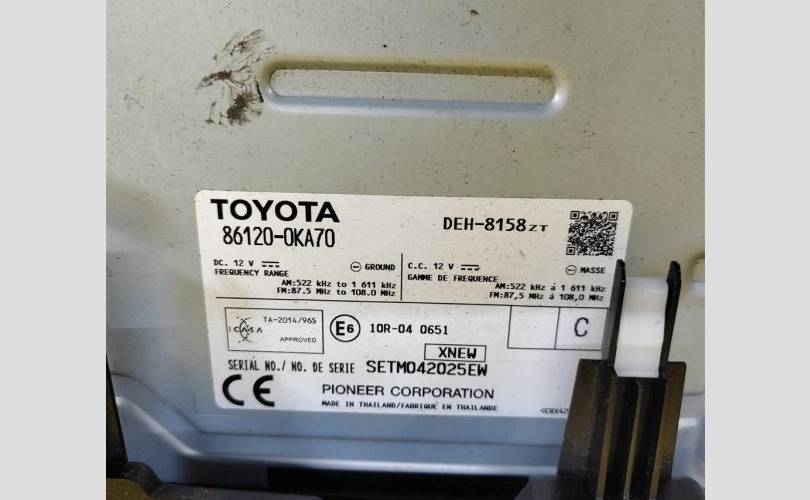 TOYOTA
86120-0KA70
DEH-8158ZT
DC. 12 V
GROUND
FREQUENCY RANGE
AM:522 kHz to 1 611 kHz
FM:87.5 MHz to 108.0 MHz
C.C. 12 V
MASSE
GAMME DE FREQUENCE
AM:522 kHz à 1 611 kHz
FM:87,5 MHz à 108,0 MHz
ICASA
TA-2014/965
APPROVED
E6
10R-04 0651
C
XNEW
SERIAL NO./ NO. DE SERIE SETM042025EW
CE
PIONEER CORPORATION
MADE IN THAILAND/FABRIQUÉ EN THAILANDE